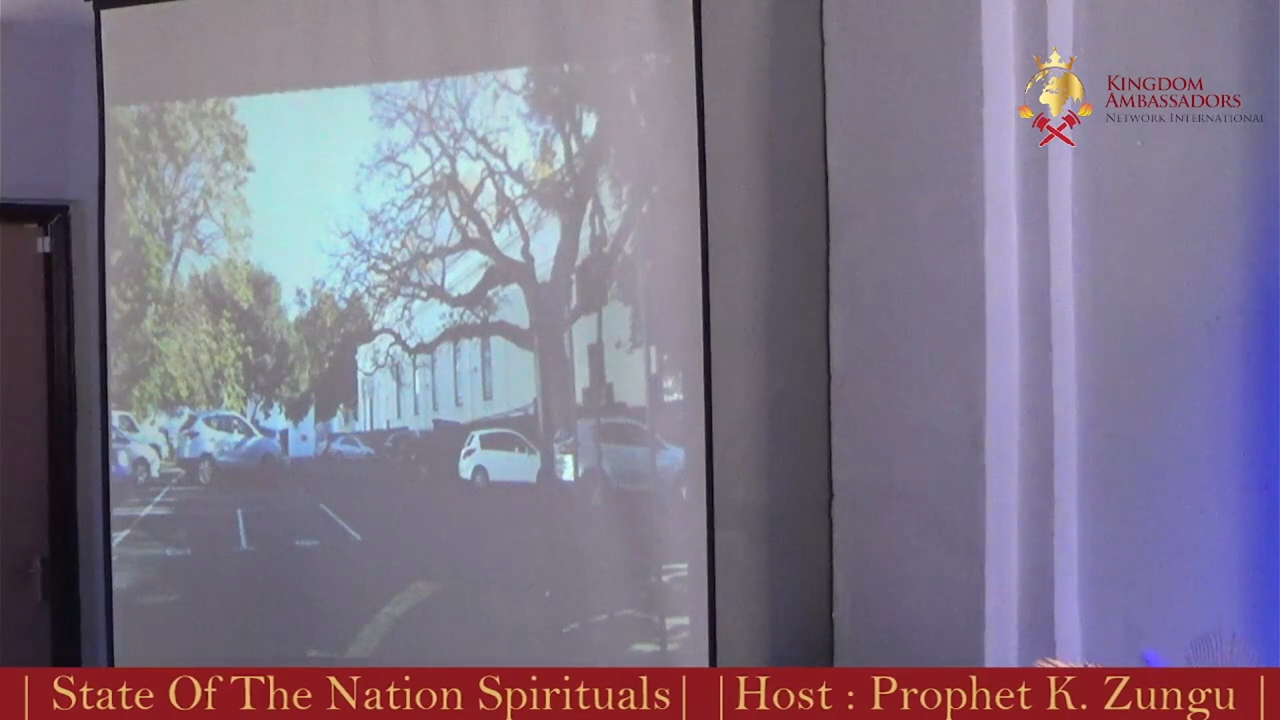 Kingdom
Ambassadors
Network International
| State Of The Nation Spirituals| |Host : Prophet K. Zungu |